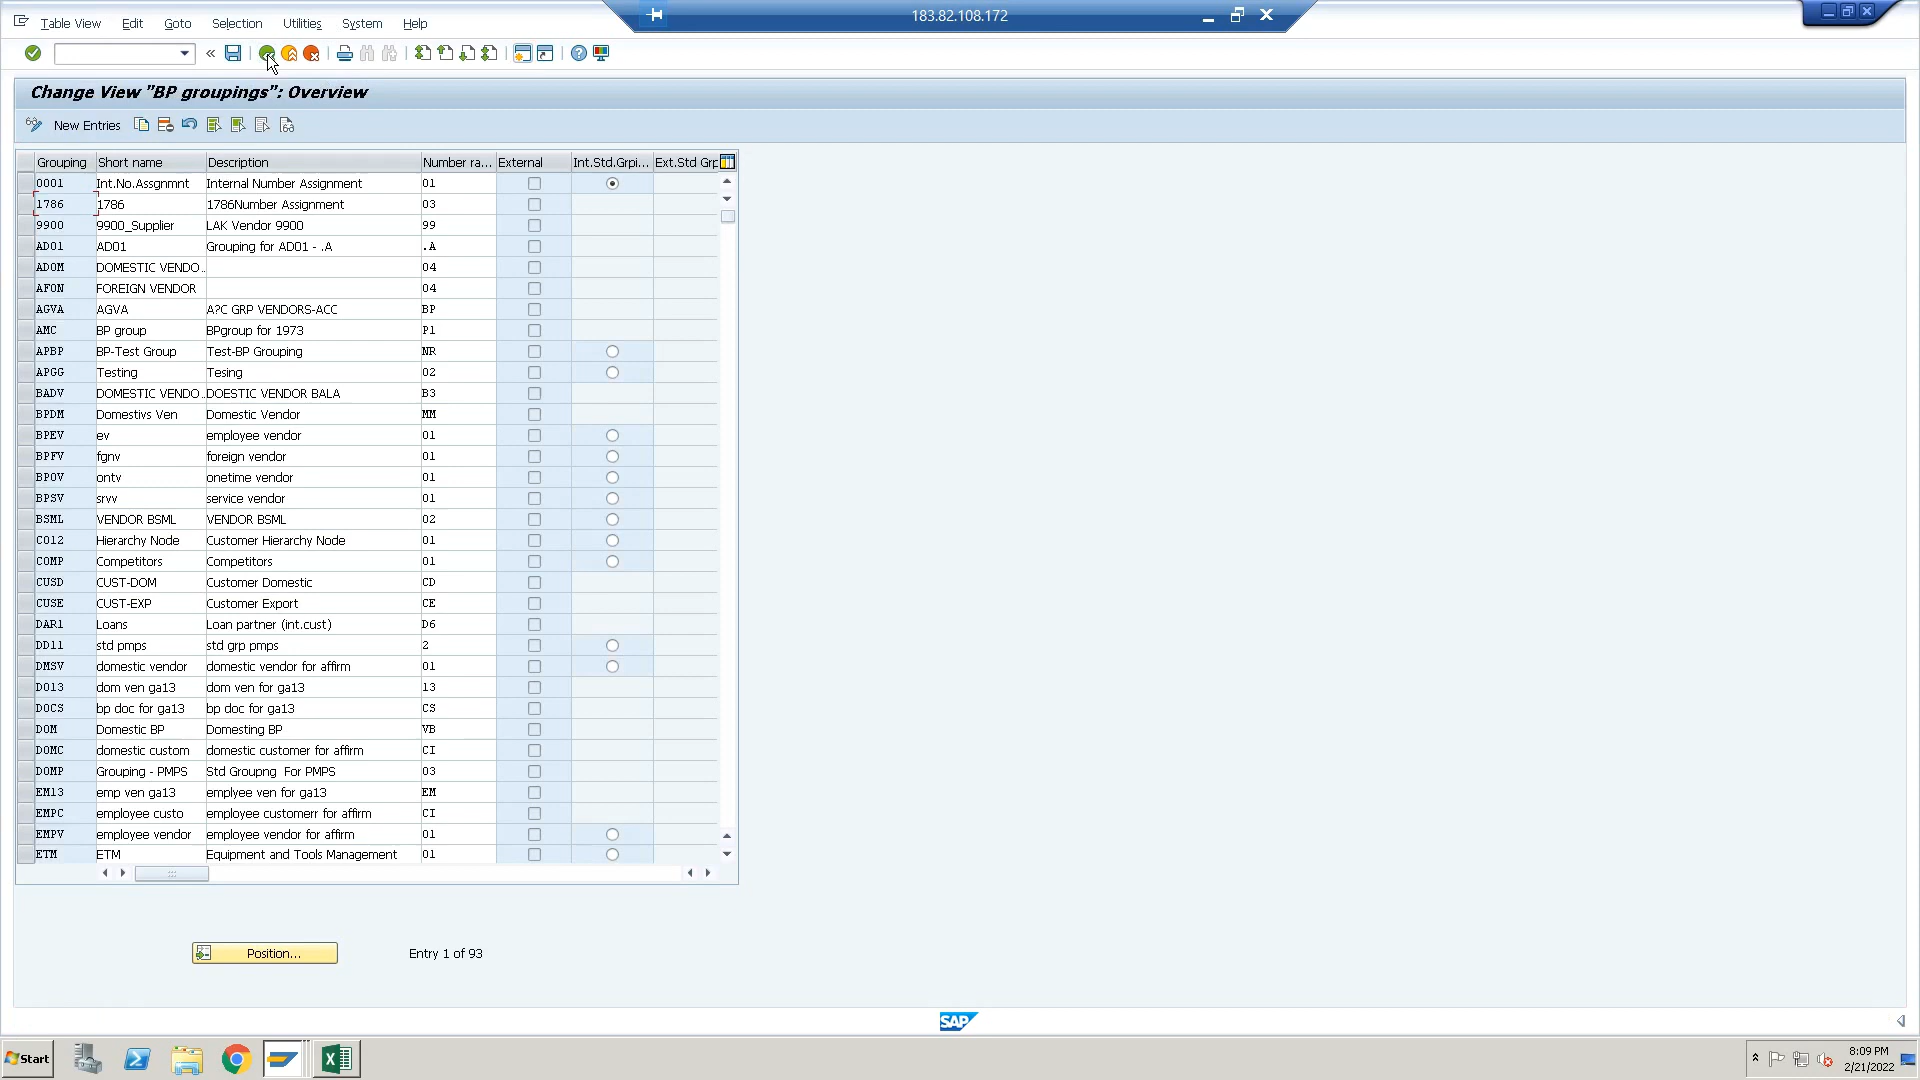 183.82.108.172
Table View Edit Goto Selection Utilities System Help
Change View "BP groupings": Overview
New Entries
Grouping Short name Description Number ra... External Int.Std.Grpi... Ext.Std Grp
0001 Int.No.Assgnmnt Internal Number Assignment 01
1786 1786 1786Number Assignment 03
9900 9900_Supplier LAK Vendor 9900 99
AD01 AD01 Grouping for AD01 - .A .A
ADOM DOMESTIC VENDO.. 04
AFON FOREIGN VENDOR 04
AGVA AGVA A?C GRP VENDORS-ACC BP
AMC BP group BPgroup for 1973 P1
APBP BP-Test Group Test-BP Grouping NR
APGG Testing Tesing 02
BADV DOMESTIC VENDO.. DOESTIC VENDOR BALA B3
BPDM Domestivs Ven Domestic Vendor MM
BPEV ev employee vendor 01
BPFV fgnv foreign vendor 01
BPOV ontv onetime vendor 01
BPSV srvv service vendor 01
BSML VENDOR BSML VENDOR BSML 02
C012 Hierarchy Node Customer Hierarchy Node 01
COMP Competitors Competitors 01
CUSD CUST-DOM Customer Domestic CD
CUSE CUST-EXP Customer Export CE
DAR1 Loans Loan partner (int.cust) D6
DD11 std pmps std grp pmps 2
DMSV domestic vendor domestic vendor for affirm 01
DO13 dom ven ga13 dom ven for ga13 13
DOCS bp doc for ga13 bp doc for ga13 CS
DOM Domestic BP Domesting BP VB
DOMC domestic custom domestic customer for affirm CI
DOMP Grouping - PMPS Std Groupng For PMPS 03
EM13 emp ven ga13 emplyee ven for ga13 EM
EMPC employee custo employee customerr for affirm CI
EMPV employee vendor employee vendor for affirm 01
ETM ETM Equipment and Tools Management 01
Position... Entry 1 of 93
SAP
Start
8:09 PM
2/21/2022